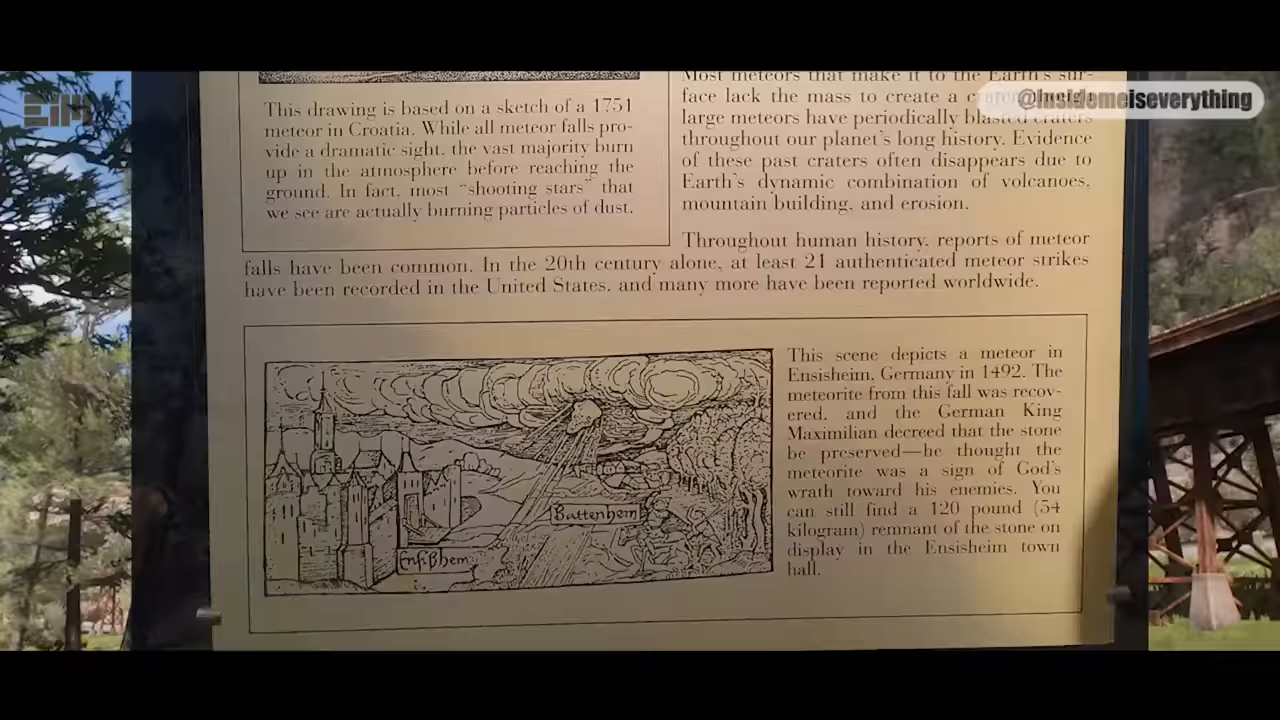 EiM
@insidemeiseverything
This drawing is based on a sketch of a 1751
meteor in Croatia. While all meteor falls pro-
vide a dramatic sight, the vast majority burn
up in the atmosphere before reaching the
ground. In fact, most “shooting stars” that
we see are actually burning particles of dust.
Most meteors that make it to the Earth's sur-
face lack the mass to create a
large meteors have periodically blasted craters
throughout our planet's long history. Evidence
of these past craters often disappears due to
Earth's dynamic combination of volcanoes,
mountain building, and erosion.
Throughout human history, reports of meteor
falls have been common. In the 20th century alone, at least 21 authenticated meteor strikes
have been recorded in the United States, and many more have been reported worldwide.
Battenheim
Ensißhem
This scene depicts a meteor in
Ensisheim, Germany in 1492. The
meteorite from this fall was recov-
ered, and the German King
Maximilian decreed that the stone
be preserved—he thought the
meteorite was a sign of God's
wrath toward his enemies. You
can still find a 120 pound (54
kilogram) remnant of the stone on
display in the Ensisheim town
hall.